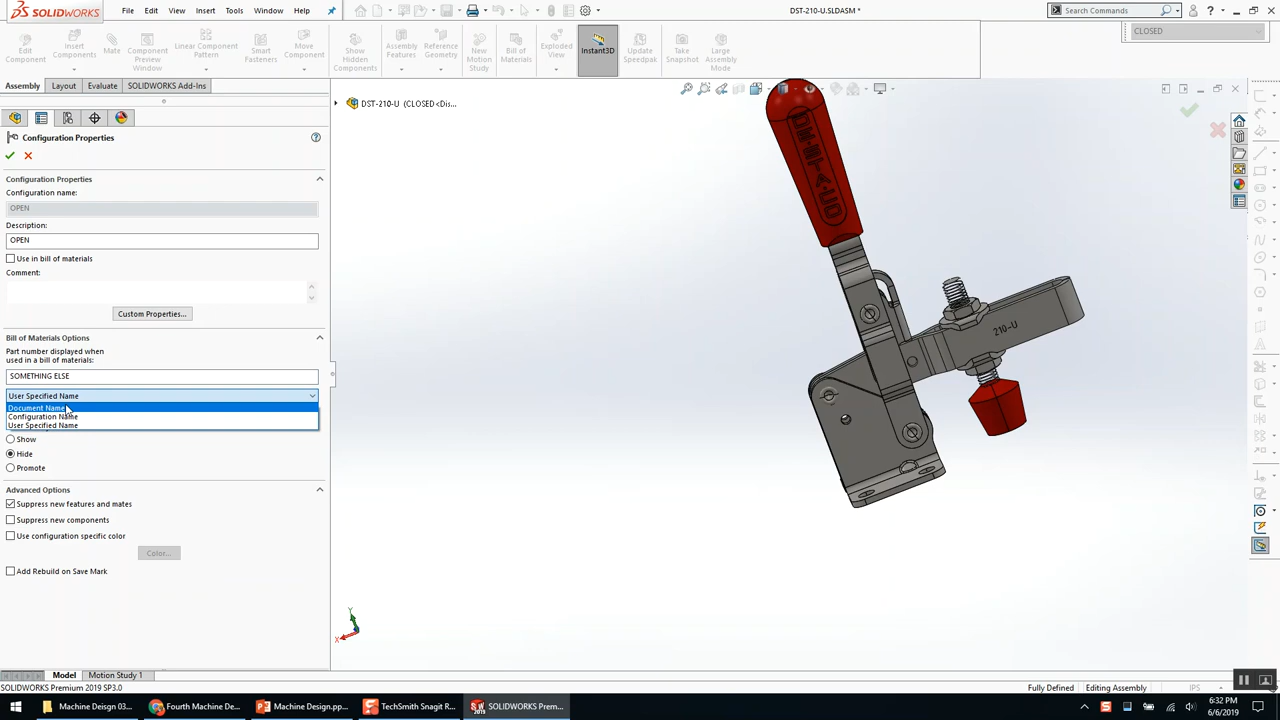 SOLIDWORKS
File Edit View Insert Tools Window Help
DST-210-U.SLDASM *
Search Commands
CLOSED
Edit Component
Insert Components
Mate
Component Preview Window
Linear Component Pattern
Smart Fasteners
Move Component
Show Hidden Components
Assembly Features
Reference Geometry
New Motion Study
Bill of Materials
Exploded View
Instant3D
Update Speedpak
Take Snapshot
Large Assembly Mode
Assembly Layout Evaluate SOLIDWORKS Add-Ins
DST-210-U (CLOSED<Dis...
Configuration Properties
Configuration Properties
Configuration name:
OPEN
Description:
OPEN
Use in bill of materials
Comment:
Custom Properties...
Bill of Materials Options
Part number displayed when
used in a bill of materials:
SOMETHING ELSE
User Specified Name
Document Name
Configuration Name
User Specified Name
Show
Hide
Promote
Advanced Options
Suppress new features and mates
Suppress new components
Use configuration specific color
Color...
Add Rebuild on Save Mark
DE-STA-CO
210-U
Y
X
Model Motion Study 1
SOLIDWORKS Premium 2019 SP3.0
Fully Defined Editing Assembly IPS
Machine Deisgn 03...
Fourth Machine De...
Machine Design.pp...
TechSmith Snagit R...
SOLIDWORKS Prem...
6:32 PM
6/6/2019